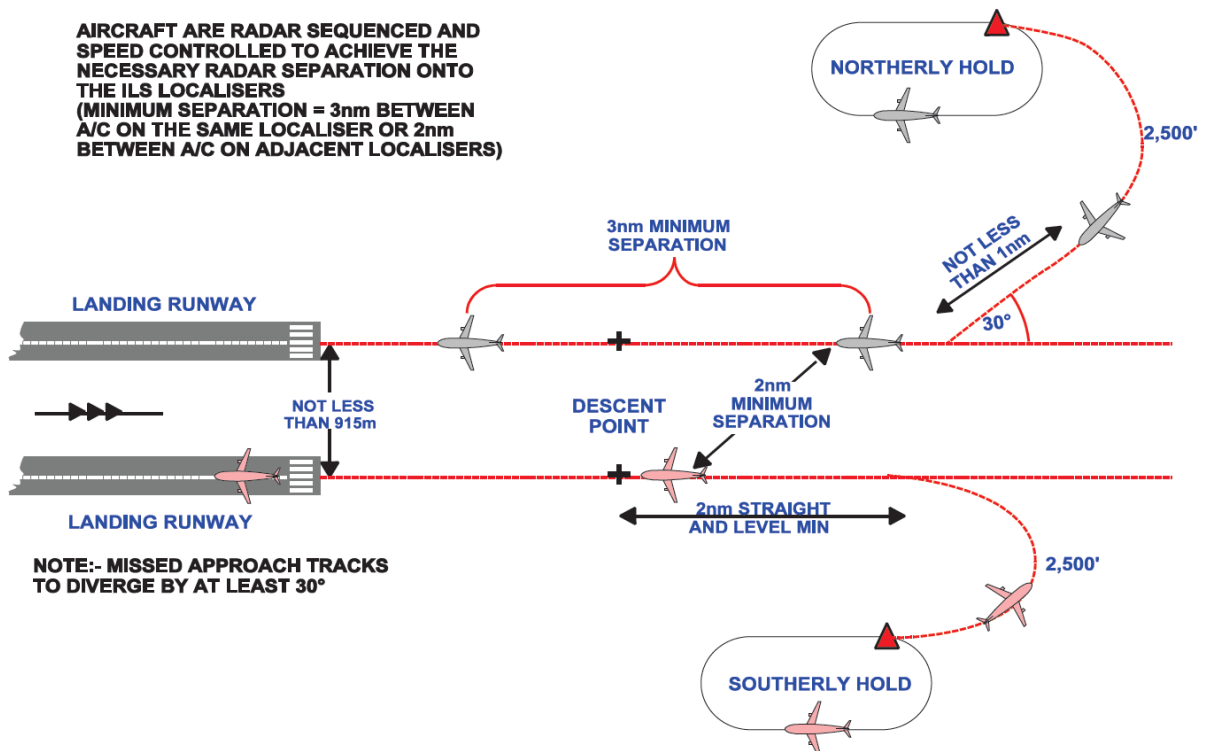 AIRCRAFT ARE RADAR SEQUENCED AND
SPEED CONTROLLED TO ACHIEVE THE
NECESSARY RADAR SEPARATION ONTO
THE ILS LOCALISERS
(MINIMUM SEPARATION = 3nm BETWEEN
A/C ON THE SAME LOCALISER OR 2nm
BETWEEN A/C ON ADJACENT LOCALISERS)
NORTHERLY HOLD
2,500'
3nm MINIMUM
SEPARATION
NOT LESS
THAN 1nm
30°
LANDING RUNWAY
NOT LESS
THAN 915m
DESCENT
POINT
2nm
MINIMUM
SEPARATION
LANDING RUNWAY
2nm STRAIGHT
AND LEVEL MIN
NOTE:- MISSED APPROACH TRACKS
TO DIVERGE BY AT LEAST 30°
2,500'
SOUTHERLY HOLD